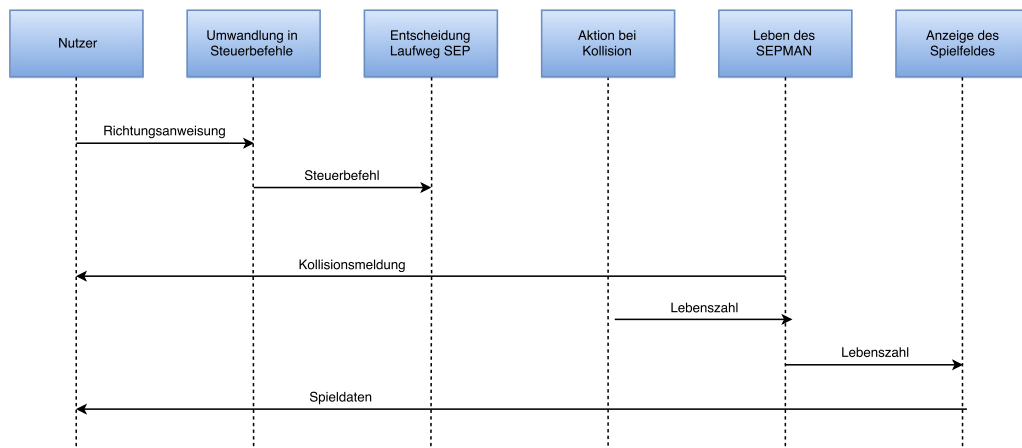 Nutzer
Umwandlung in
Steuerbefehle
Entscheidung
Laufweg SEP
Aktion bei
Kollision
Leben des
SEPMAN
Anzeige des
Spielfeldes
Richtungsanweisung
Steuerbefehl
Kollisionsmeldung
Lebenszahl
Lebenszahl
Spieldaten